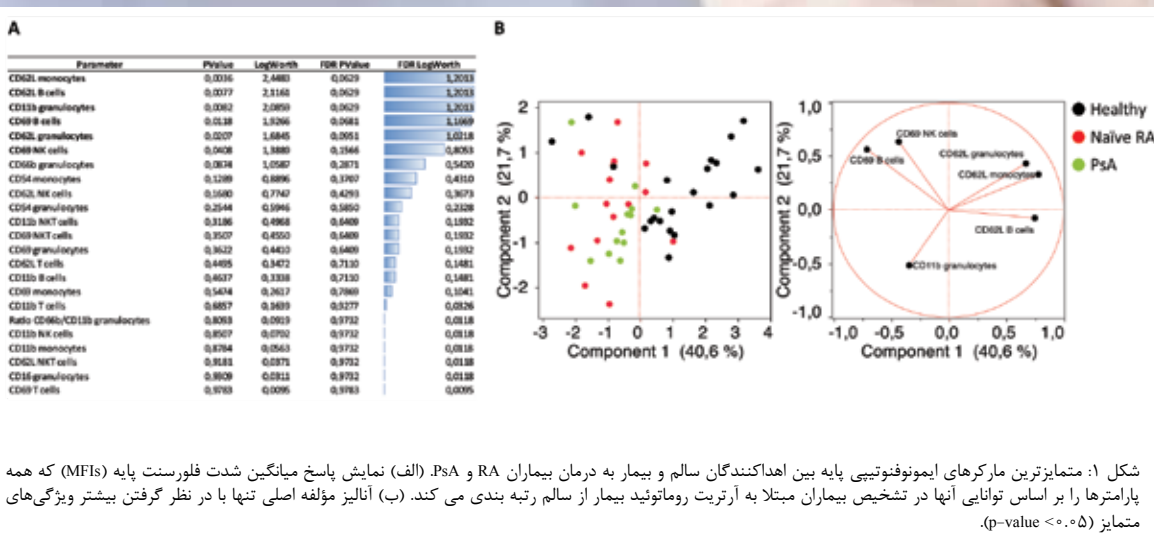 A
Parameter PValue LogWorth FDR PValue FDR LogWorth
CD62L monocytes 0,0036 2,4483 0,0629 1,2013
CD62L B cells 0,0077 2,1161 0,0629 1,2013
CD11b granulocytes 0,0082 2,0859 0,0629 1,2013
CD69 B cells 0,0118 1,9266 0,0681 1,1669
CD62L granulocytes 0,0207 1,6845 0,0951 1,0218
CD69 NK cells 0,0408 1,3880 0,1566 0,8053
CD66b granulocytes 0,0874 1,0587 0,2871 0,5420
CD54 monocytes 0,1289 0,8896 0,3707 0,4310
CD62L NK cells 0,1680 0,7747 0,4293 0,3673
CD54 granulocytes 0,2544 0,5946 0,5850 0,2328
CD11b NKT cells 0,3186 0,4968 0,6409 0,1932
CD69 NKT cells 0,3507 0,4550 0,6409 0,1932
CD69 granulocytes 0,3622 0,4410 0,6409 0,1932
CD62L T cells 0,4495 0,3472 0,7110 0,1481
CD11b B cells 0,4637 0,3338 0,7110 0,1481
CD69 monocytes 0,5474 0,2617 0,7869 0,1041
CD11b T cells 0,6857 0,1639 0,9277 0,0326
Ratio CD66b/CD11b granulocytes 0,8093 0,0919 0,9732 0,0118
CD11b NK cells 0,8507 0,0702 0,9732 0,0118
CD11b monocytes 0,8784 0,0563 0,9732 0,0118
CD62L NKT cells 0,9181 0,0371 0,9732 0,0118
CD16 granulocytes 0,9309 0,0311 0,9732 0,0118
CD69 T cells 0,9783 0,0095 0,9783 0,0095
B
Component 2 (21,7 %)
2
1
0
-1
-2
-3 -2 -1 0 1 2 3 4
Component 1 (40,6 %)
Component 2 (21,7 %)
1,0
0,5
0,0
-0,5
-1,0
CD69 NK cells
CD69 B cells
CD62L granulocytes
CD62L monocytes
CD62L B cells
CD11b granulocytes
-1,0 -0,5 0,0 0,5 1,0
Component 1 (40,6 %)
Healthy
Naïve RA
PsA
شکل ۱: متمایزترین مارکرهای ایمونوفنوتیپی پایه بین اهداکنندگان سالم و بیمار به درمان بیماران RA و PsA. (الف) نمایش پاسخ میانگین شدت فلورسنت پایه (MFIs) که همه
پارامترها را بر اساس توانایی آنها در تشخیص بیماران مبتلا به آرتریت روماتوئید بیمار از سالم رتبه بندی می کند. (ب) آنالیز مؤلفه اصلی تنها با در نظر گرفتن بیشتر ویژگی‌های
متمایز (p-value <۰.۰۵).